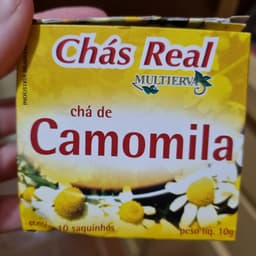 Chás Real
MULTIERVAS
chá de
Camomila
10 saquinhos
peso líq. 10g